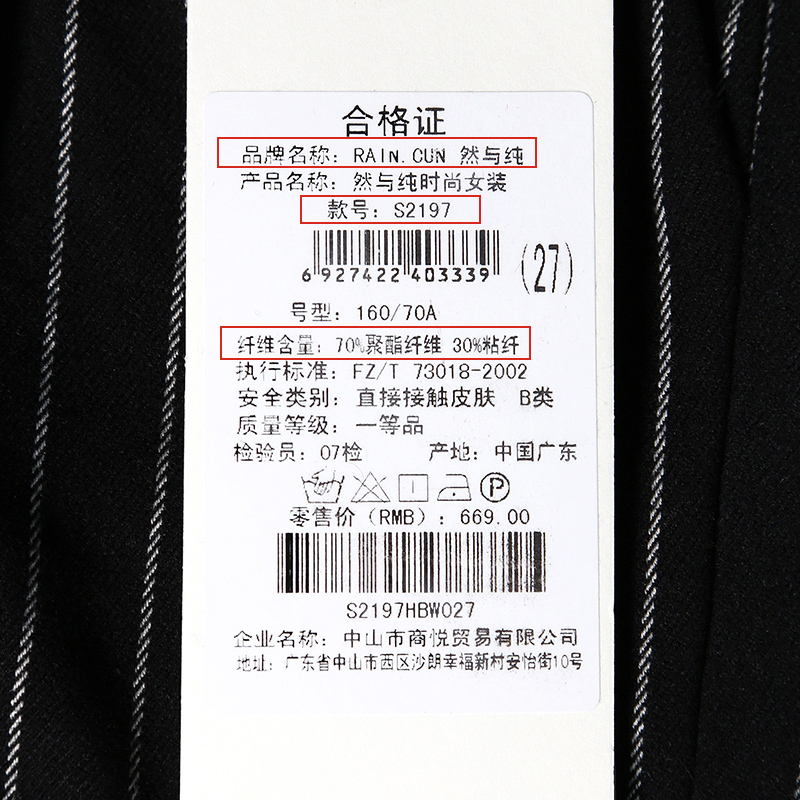 合格证
品牌名称: RAIN.CUN 然与纯
产品名称: 然与纯时尚女装
款号: S2197
6 927422 403339
(27)
号型: 160/70A
纤维含量: 70%聚酯纤维 30%粘纤
执行标准: FZ/T 73018-2002
安全类别: 直接接触皮肤 B类
质量等级: 一等品
检验员: 07检 产地: 中国广东
P
零售价(RMB): 669.00
S2197HBW027
企业名称: 中山市商悦贸易有限公司
地址: 广东省中山市西区沙朗幸福新村安怡街10号